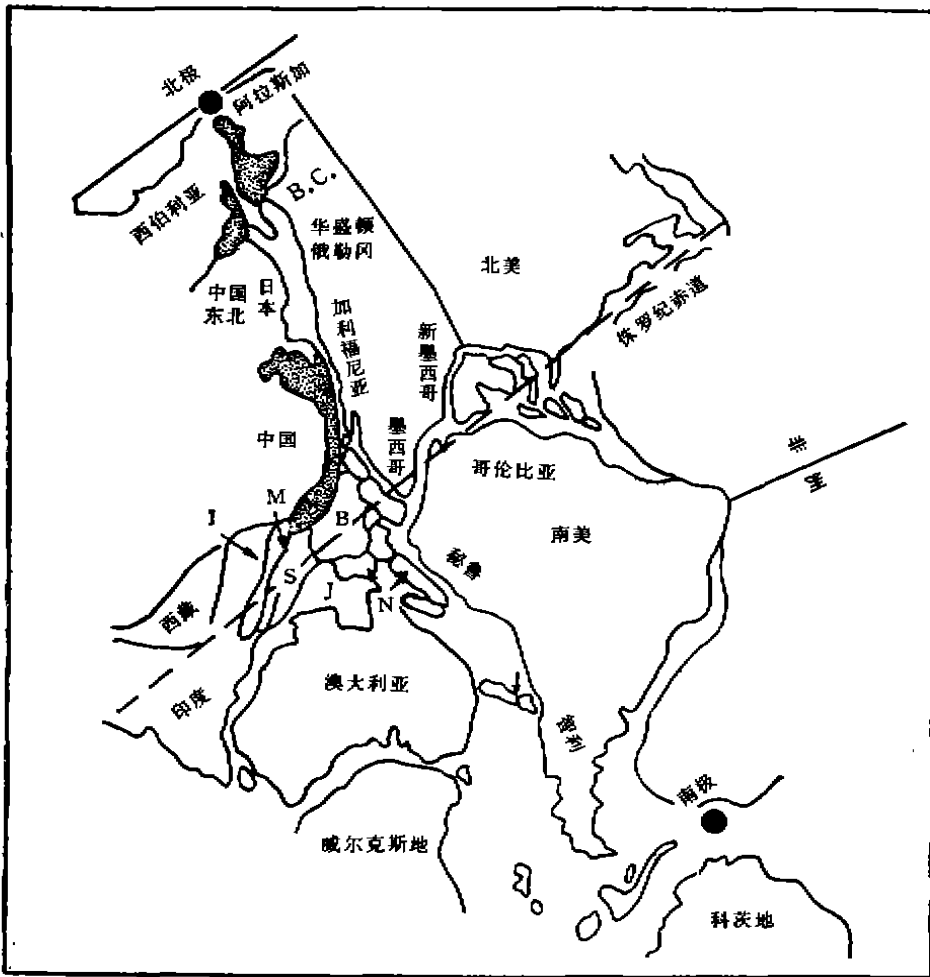 北极
阿拉斯加
B.C.
西伯利亚
华盛顿
俄勒冈
北美
侏罗纪赤道
中国
东北
日本
加利福尼亚
新墨西哥
中国
墨西哥
哥伦比亚
非
洲
M
I
B
南美
秘鲁
S
J
N
西藏
澳大利亚
印度
智利
南极
威尔克斯地
科茨地